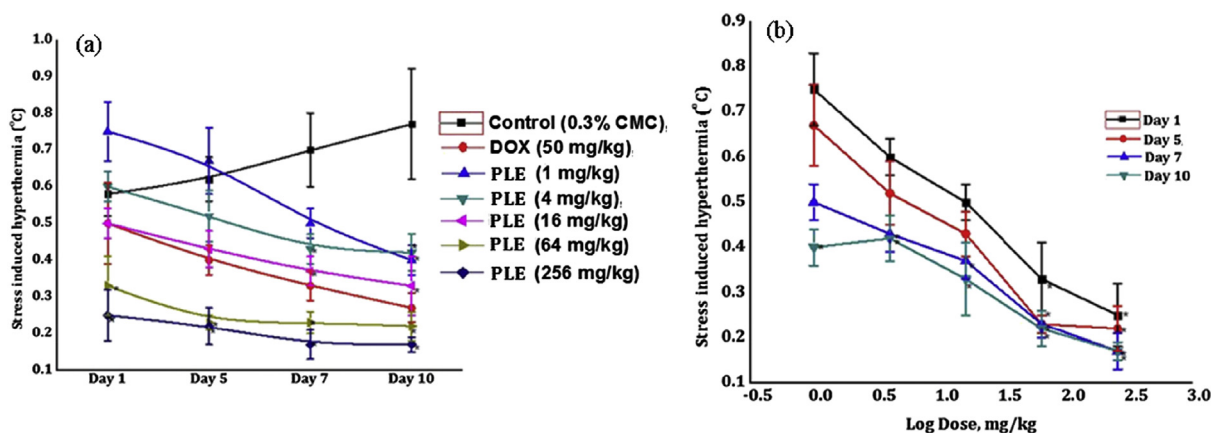 (a)
Stress induced hyperthermia (°C)
1.0
0.9
0.8
0.7
0.6
0.5
0.4
0.3
0.2
0.1
Day 1
Day 5
Day 7
Day 10
Control (0.3% CMC)
DOX (50 mg/kg)
PLE (1 mg/kg)
PLE (4 mg/kg)
PLE (16 mg/kg)
PLE (64 mg/kg)
PLE (256 mg/kg)
(b)
Stress induced hyperthermia (°C)
0.9
0.8
0.7
0.6
0.5
0.4
0.3
0.2
0.1
-0.5
0.0
0.5
1.0
1.5
2.0
2.5
3.0
Log Dose, mg/kg
Day 1
Day 5
Day 7
Day 10